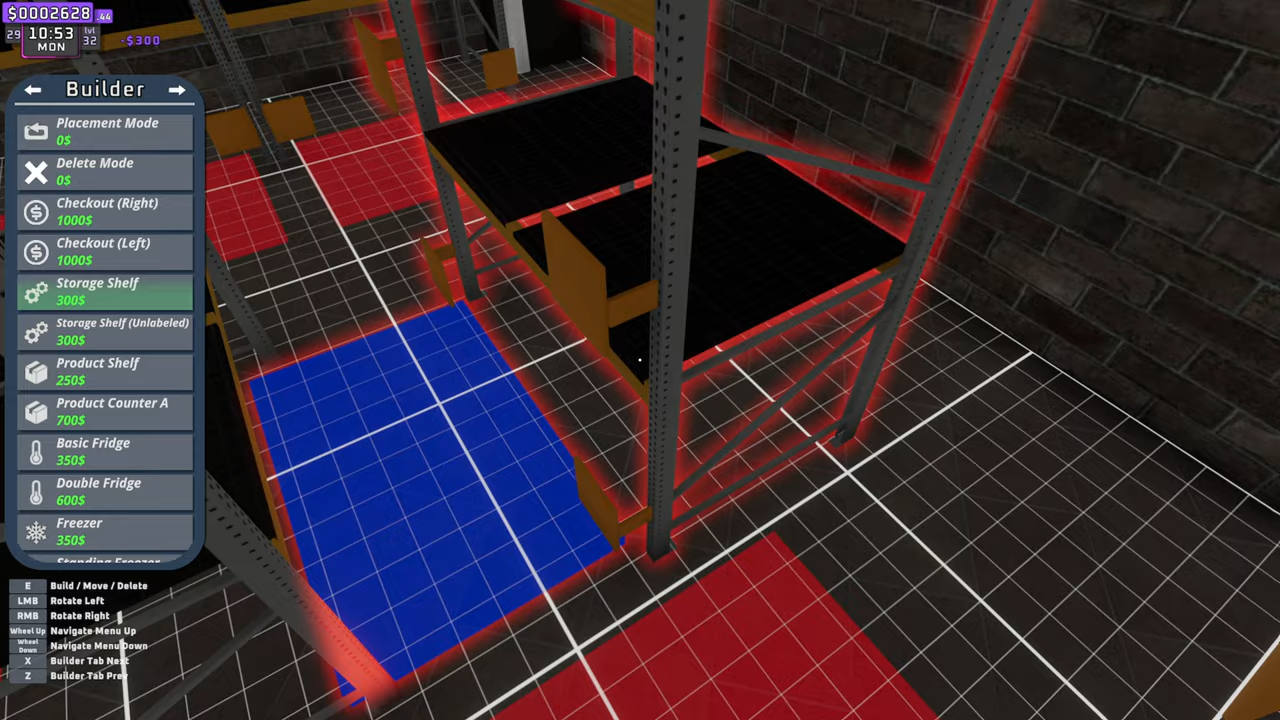 $0002628.44
29 10:53 lvl
MON 32
-$300
Builder
Placement Mode
0$
Delete Mode
0$
Checkout (Right)
1000$
Checkout (Left)
1000$
Storage Shelf
300$
Storage Shelf (Unlabeled)
300$
Product Shelf
250$
Product Counter A
700$
Basic Fridge
350$
Double Fridge
600$
Freezer
350$
Standing Freezer
E Build / Move / Delete
LMB Rotate Left
RMB Rotate Right
Wheel Up Navigate Menu Up
Wheel Down Navigate Menu Down
X Builder Tab Next
Z Builder Tab Prev